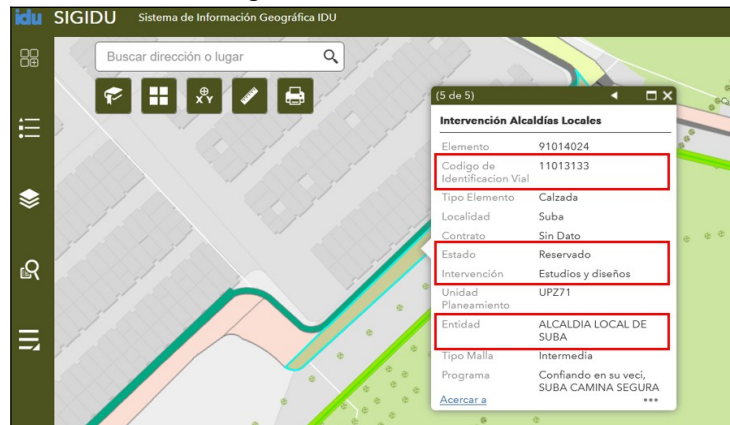 idu SIGIDU Sistema de Información Geográfica IDU
Buscar dirección o lugar
X Y
(5 de 5)
Intervención Alcaldías Locales
Elemento 91014024
Codigo de Identificacion Vial 11013133
Tipo Elemento Calzada
Localidad Suba
Contrato Sin Dato
Estado Reservado
Intervención Estudios y diseños
Unidad Planeamiento UPZ71
Entidad ALCALDIA LOCAL DE SUBA
Tipo Malla Intermedia
Programa Confiando en su veci, SUBA CAMINA SEGURA
Acercar a